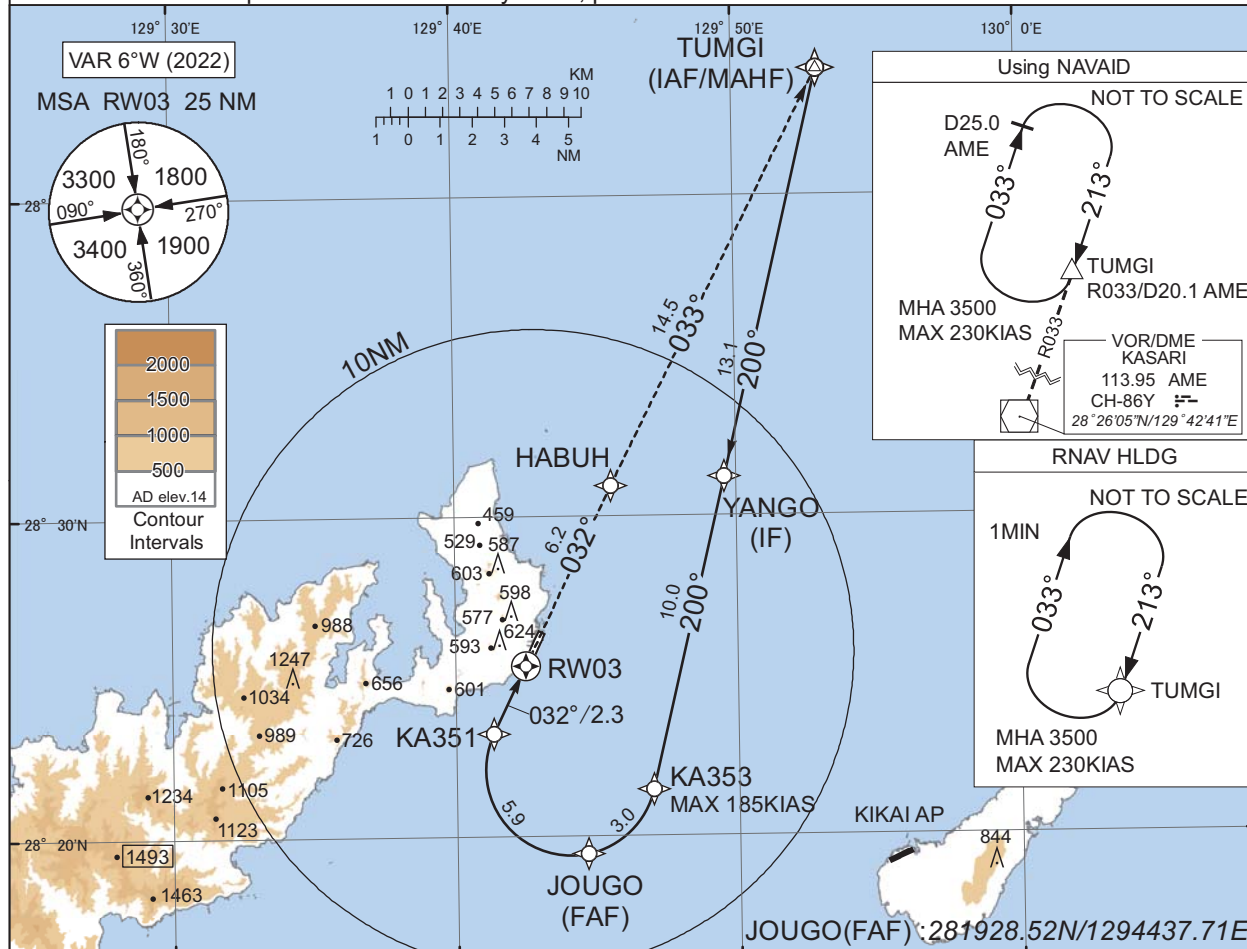 129° 30'E
129° 40'E
129° 50'E
130° 0'E
VAR 6°W (2022)
MSA RW03 25 NM
180°
3300
1800
090°
270°
3400
1900
360°
KM
1 0 1 2 3 4 5 6 7 8 9 10
1 0 1 2 3 4 5
NM
TUMGI
(IAF/MAHF)
Using NAVAID
NOT TO SCALE
D25.0
AME
033°
213°
TUMGI
R033/D20.1 AME
MHA 3500
MAX 230KIAS
R033
VOR/DME
KASARI
113.95 AME
CH-86Y
28°26'05"N/129°42'41"E
RNAV HLDG
NOT TO SCALE
1MIN
033°
213°
TUMGI
MHA 3500
MAX 230KIAS
2000
1500
1000
500
AD elev.14
Contour
Intervals
28°
10NM
14.5
033°
13.1
200°
HABUH
YANGO
(IF)
28° 30'N
6.2
032°
10.0
200°
459
529
587
603
598
577
624
593
988
1247
656
601
1034
989
726
1105
1234
1123
1493
1463
RW03
032°/2.3
KA351
KA353
MAX 185KIAS
5.9
3.0
JOUGO
(FAF)
28° 20'N
KIKAI AP
844
JOUGO(FAF) :281928.52N/1294437.71E